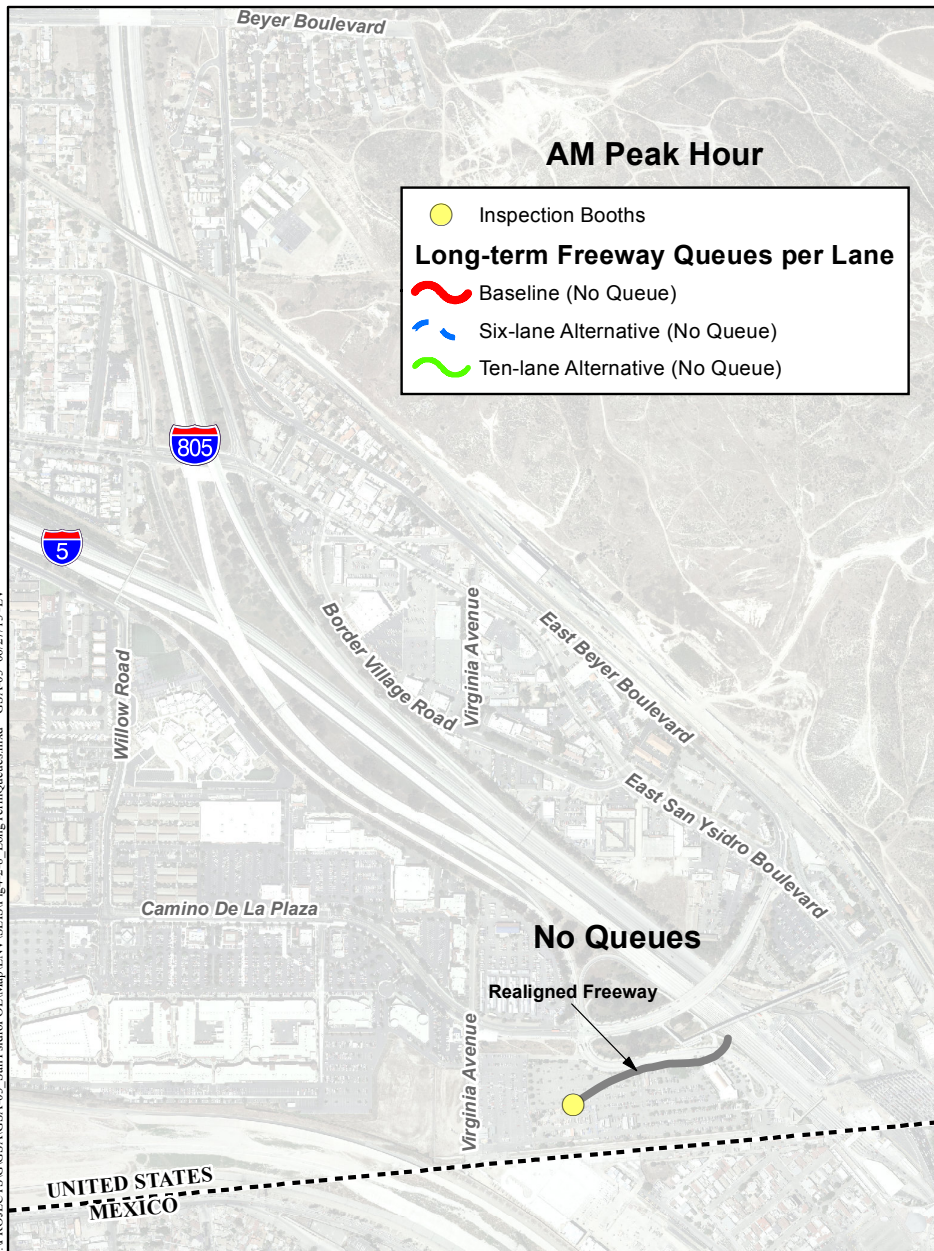 Beyer Boulevard
AM Peak Hour
Inspection Booths
Long-term Freeway Queues per Lane
Baseline (No Queue)
Six-lane Alternative (No Queue)
Ten-lane Alternative (No Queue)
805
5
Willow Road
Border Village Road
Virginia Avenue
East Beyer Boulevard
East San Ysidro Boulevard
Camino De La Plaza
No Queues
Realigned Freeway
Virginia Avenue
UNITED STATES
MEXICO